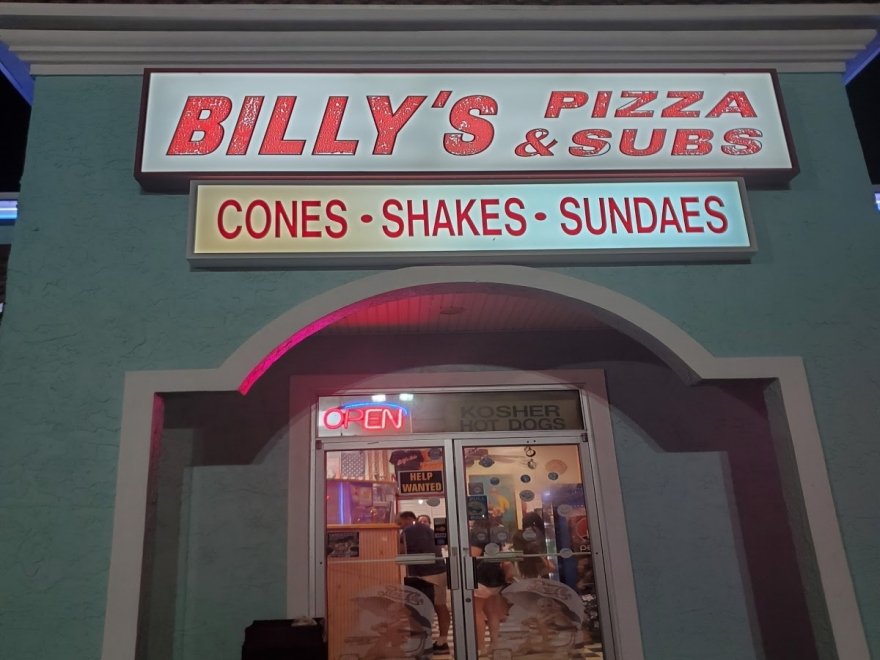 BILLY'S PIZZA
& SUBS
CONES • SHAKES • SUNDAES
OPEN
KOSHER
HOT DOGS
HELP
WANTED